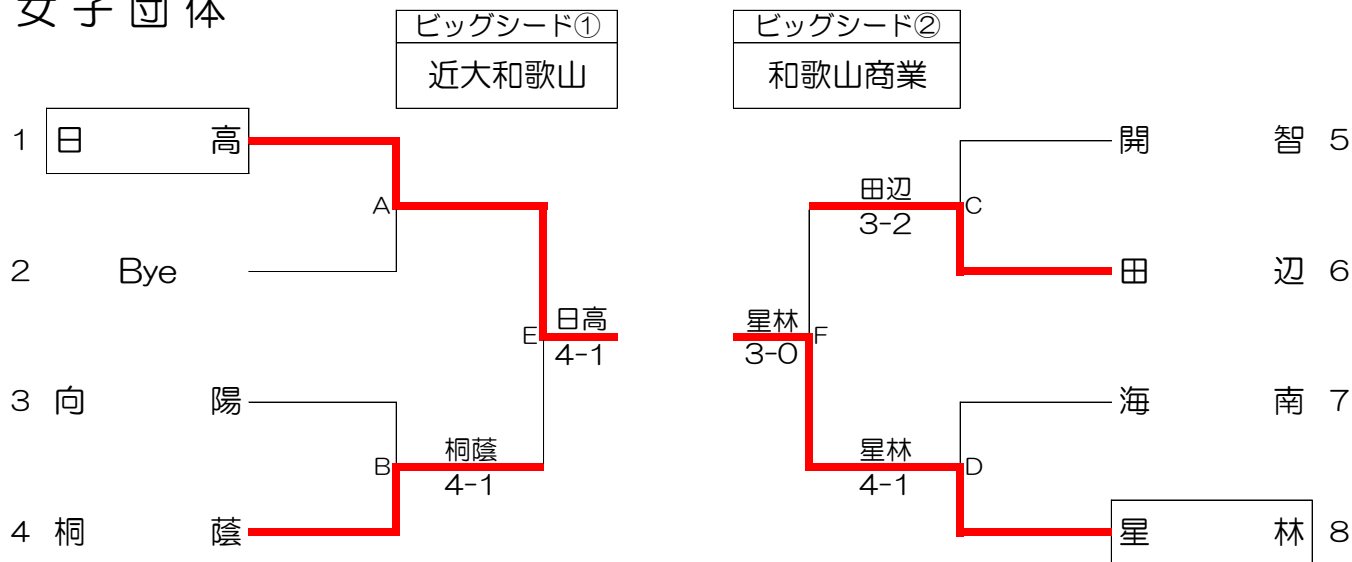 女子団体
ビッグシード①
近大和歌山
ビッグシード②
和歌山商業
1 日 高
A
2 Bye
E
日高
4-1
3 向 陽
B
桐蔭
4-1
4 桐 蔭
開 智 5
田辺
3-2
C
田 辺 6
星林
3-0
F
海 南 7
星林
4-1
D
星 林 8